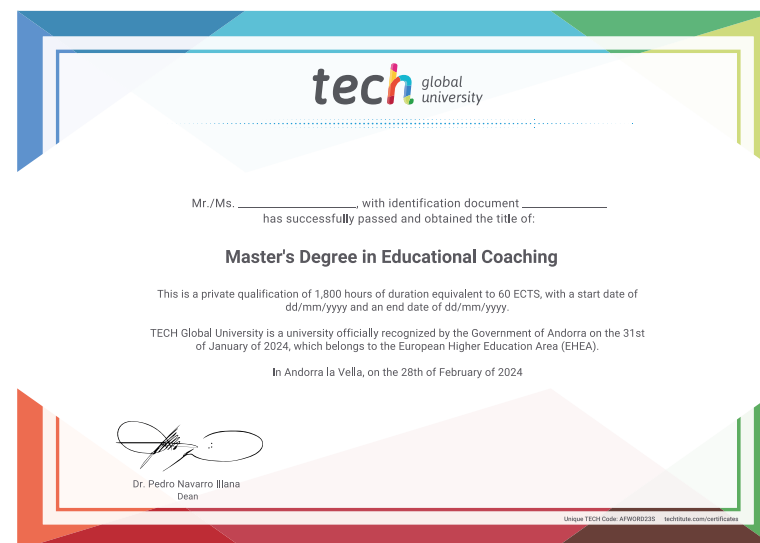 tech global
university
Mr./Ms. ____________________, with identification document ______________
has successfully passed and obtained the title of:
Master's Degree in Educational Coaching
This is a private qualification of 1,800 hours of duration equivalent to 60 ECTS, with a start date of
dd/mm/yyyy and an end date of dd/mm/yyyy.
TECH Global University is a university officially recognized by the Government of Andorra on the 31st
of January of 2024, which belongs to the European Higher Education Area (EHEA).
In Andorra la Vella, on the 28th of February of 2024
Dr. Pedro Navarro Illana
Dean
Unique TECH Code: AFWORD23S techtitute.com/certificates